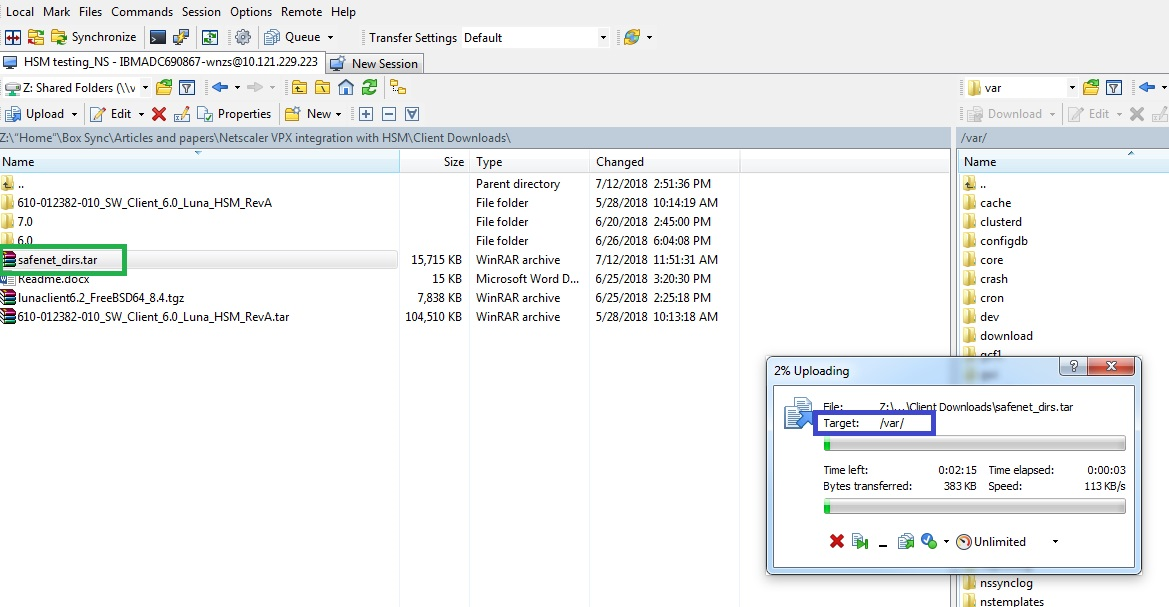 Local Mark Files Commands Session Options Remote Help
Synchronize Queue Transfer Settings Default
HSM testing_NS - IBMADC690867-wnzs@10.121.229.223 New Session
Z: Shared Folders (\\v var
Upload Edit Properties New Download Edit
Z:\"Home"\Box Sync\Articles and papers\Netscaler VPX integration with HSM\Client Downloads\ /var/
Name Size Type Changed Name
.. Parent directory 7/12/2018 2:51:36 PM ..
610-012382-010_SW_Client_6.0_Luna_HSM_RevA File folder 5/28/2018 10:14:19 AM cache
7.0 File folder 6/20/2018 2:45:00 PM clusterd
6.0 File folder 6/26/2018 6:04:08 PM configdb
safenet_dirs.tar 15,715 KB WinRAR archive 7/12/2018 11:51:31 AM core
Readme.docx 15 KB Microsoft Word D... 6/25/2018 3:20:30 PM crash
lunaclient6.2_FreeBSD64_8.4.tgz 7,838 KB WinRAR archive 6/25/2018 2:25:18 PM cron
610-012382-010_SW_Client_6.0_Luna_HSM_RevA.tar 104,510 KB WinRAR archive 5/28/2018 10:13:18 AM dev
download
2% Uploading ?
File: Z:\...\Client Downloads\safenet_dirs.tar
Target: /var/
Time left: 0:02:15 Time elapsed: 0:00:03
Bytes transferred: 383 KB Speed: 113 KB/s
Unlimited
nssynclog
nstemplates